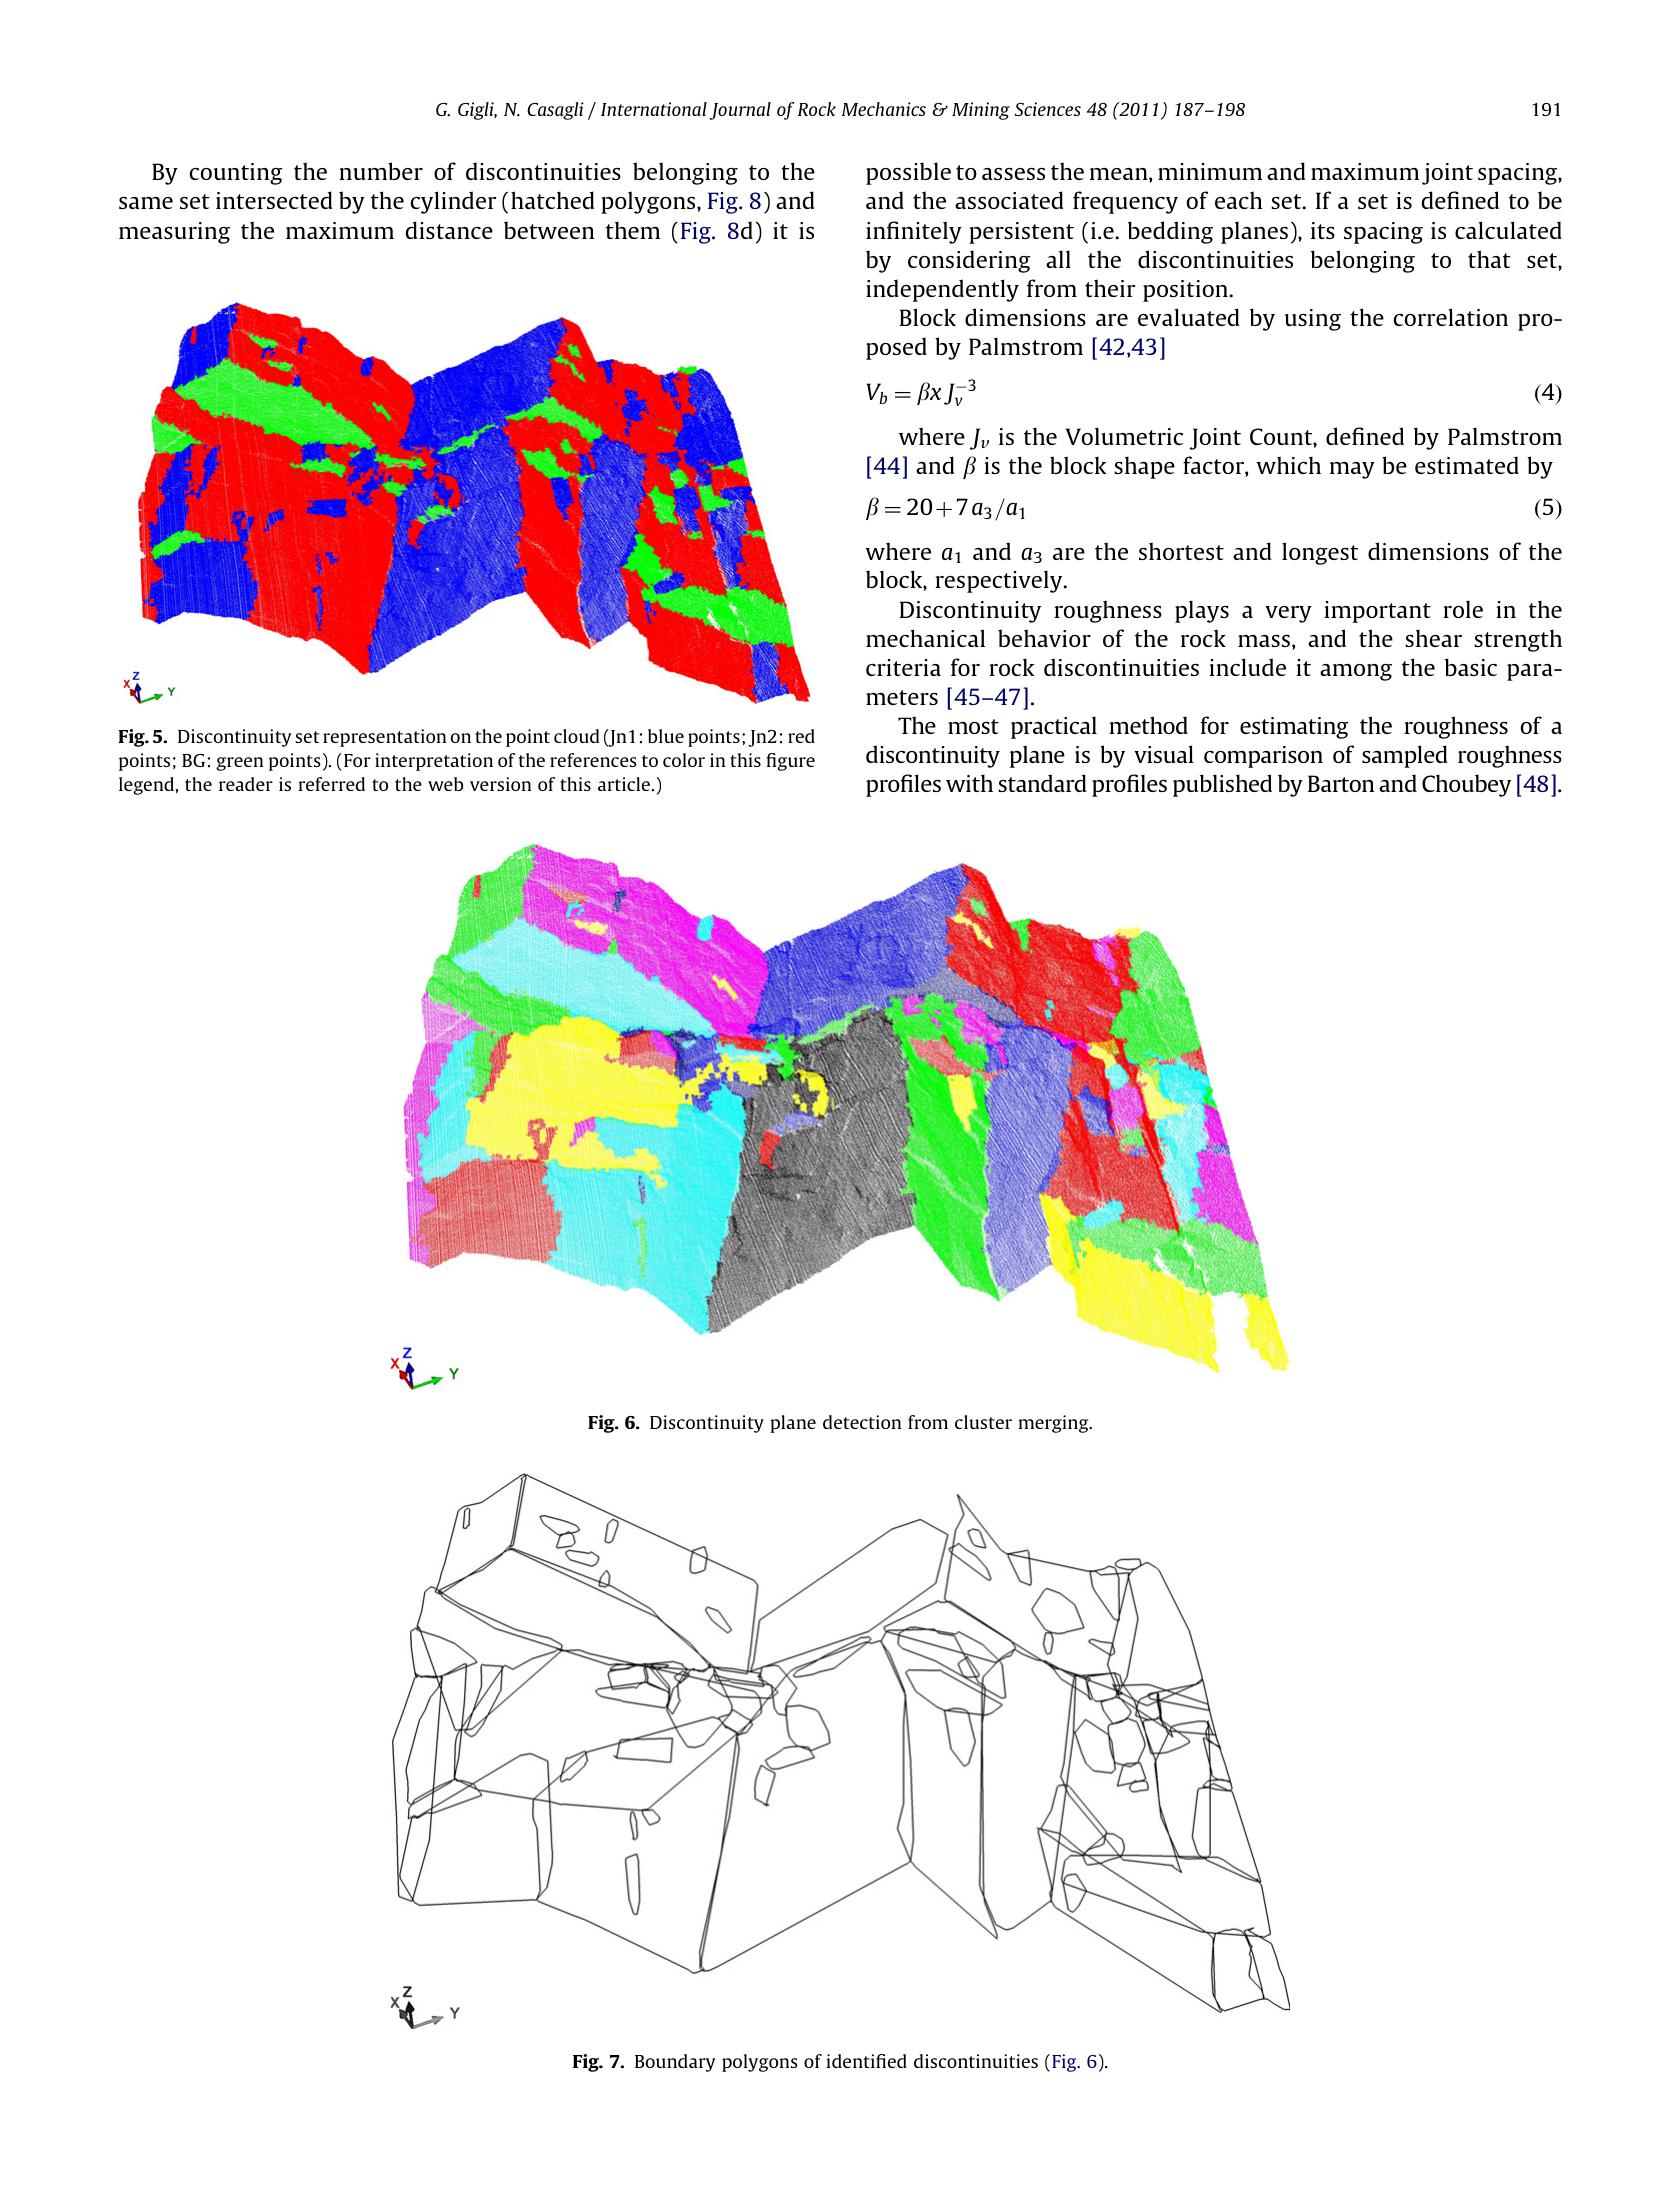 G. Gigli, N. Casagli / International Journal of Rock Mechanics & Mining Sciences 48 (2011) 187–198
191
By counting the number of discontinuities belonging to the
same set intersected by the cylinder (hatched polygons, Fig. 8) and
measuring the maximum distance between them (Fig. 8d) it is
X
Z
Y
Fig. 5. Discontinuity set representation on the point cloud (Jn1: blue points; Jn2: red
points; BG: green points). (For interpretation of the references to color in this figure
legend, the reader is referred to the web version of this article.)
possible to assess the mean, minimum and maximum joint spacing,
and the associated frequency of each set. If a set is defined to be
infinitely persistent (i.e. bedding planes), its spacing is calculated
by considering all the discontinuities belonging to that set,
independently from their position.
Block dimensions are evaluated by using the correlation pro-
posed by Palmstrom [42,43]
V_b = βx J_v^{−3} (4)
where J_v is the Volumetric Joint Count, defined by Palmstrom
[44] and β is the block shape factor, which may be estimated by
β = 20 + 7 a_3/a_1 (5)
where a_1 and a_3 are the shortest and longest dimensions of the
block, respectively.
Discontinuity roughness plays a very important role in the
mechanical behavior of the rock mass, and the shear strength
criteria for rock discontinuities include it among the basic para-
meters [45–47].
The most practical method for estimating the roughness of a
discontinuity plane is by visual comparison of sampled roughness
profiles with standard profiles published by Barton and Choubey [48].
X
Z
Y
Fig. 6. Discontinuity plane detection from cluster merging.
X
Z
Y
Fig. 7. Boundary polygons of identified discontinuities (Fig. 6).